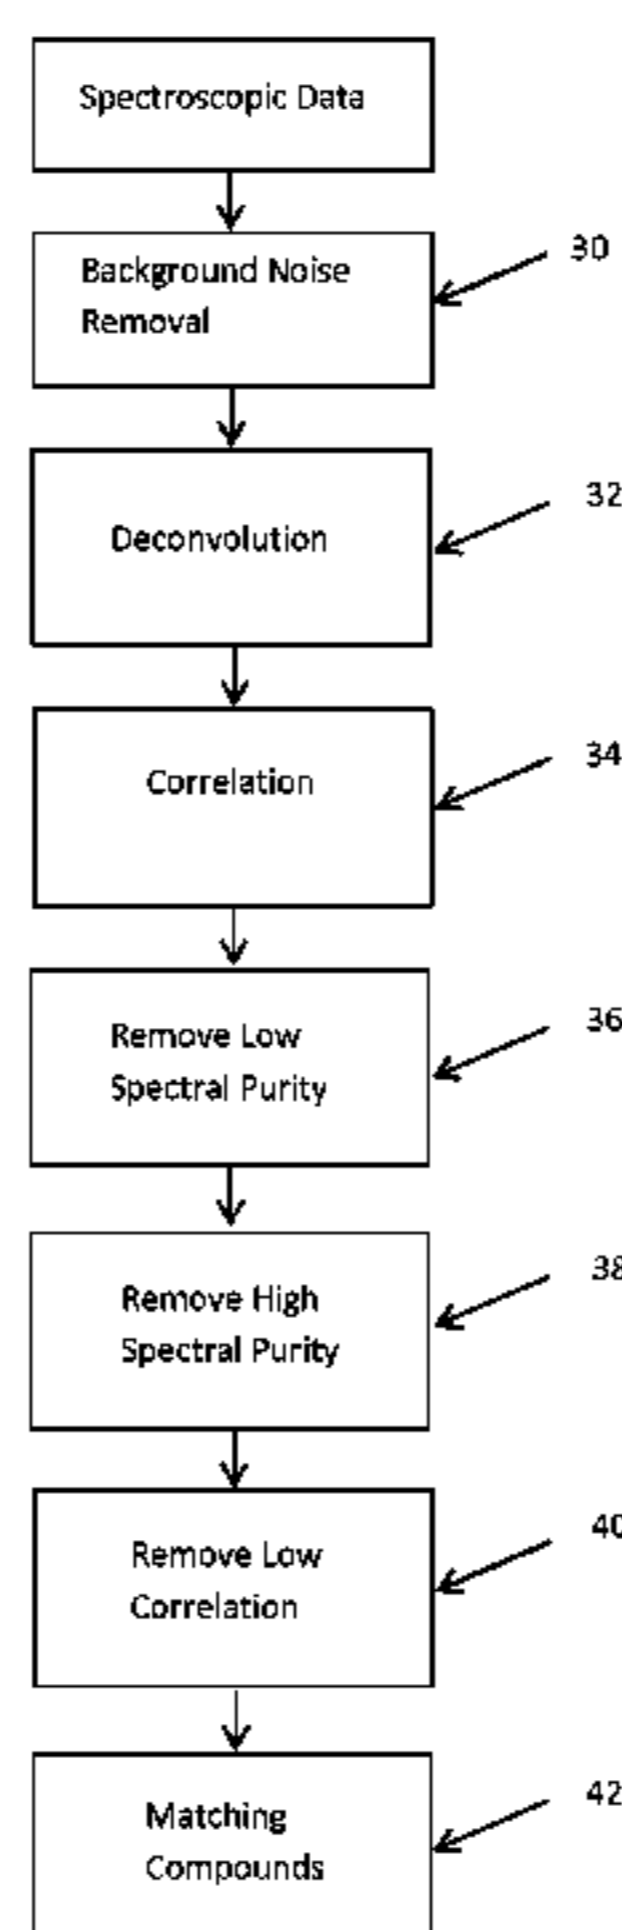 Spectroscopic Data
Background Noise
Removal
30
Deconvolution
32
Correlation
34
Remove Low
Spectral Purity
36
Remove High
Spectral Purity
38
Remove Low
Correlation
40
Matching
Compounds
42